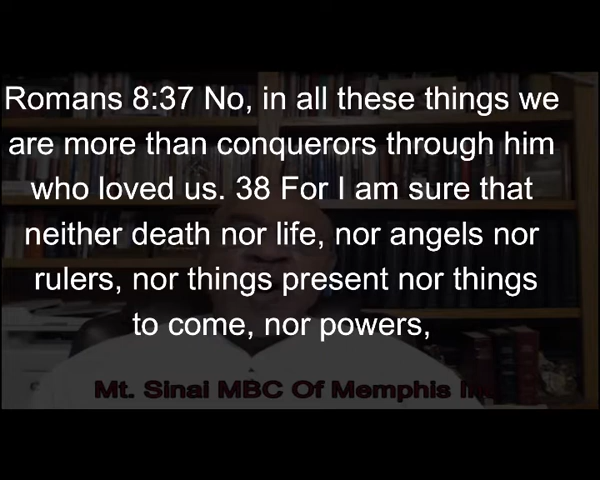 Romans 8:37 No, in all these things we
are more than conquerors through him
who loved us. 38 For I am sure that
neither death nor life, nor angels nor
rulers, nor things present nor things
to come, nor powers,
Mt. Sinai MBC Of Memphis